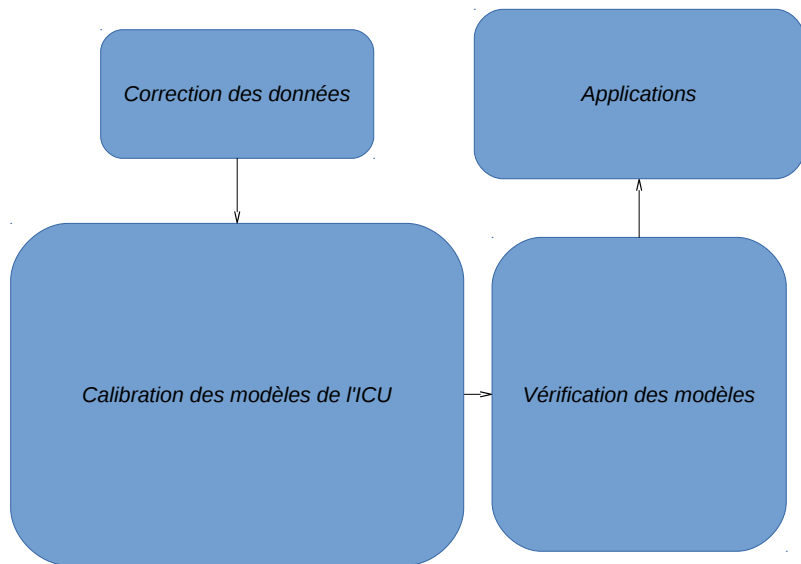 Correction des données
Applications
Calibration des modèles de l'ICU
Vérification des modèles